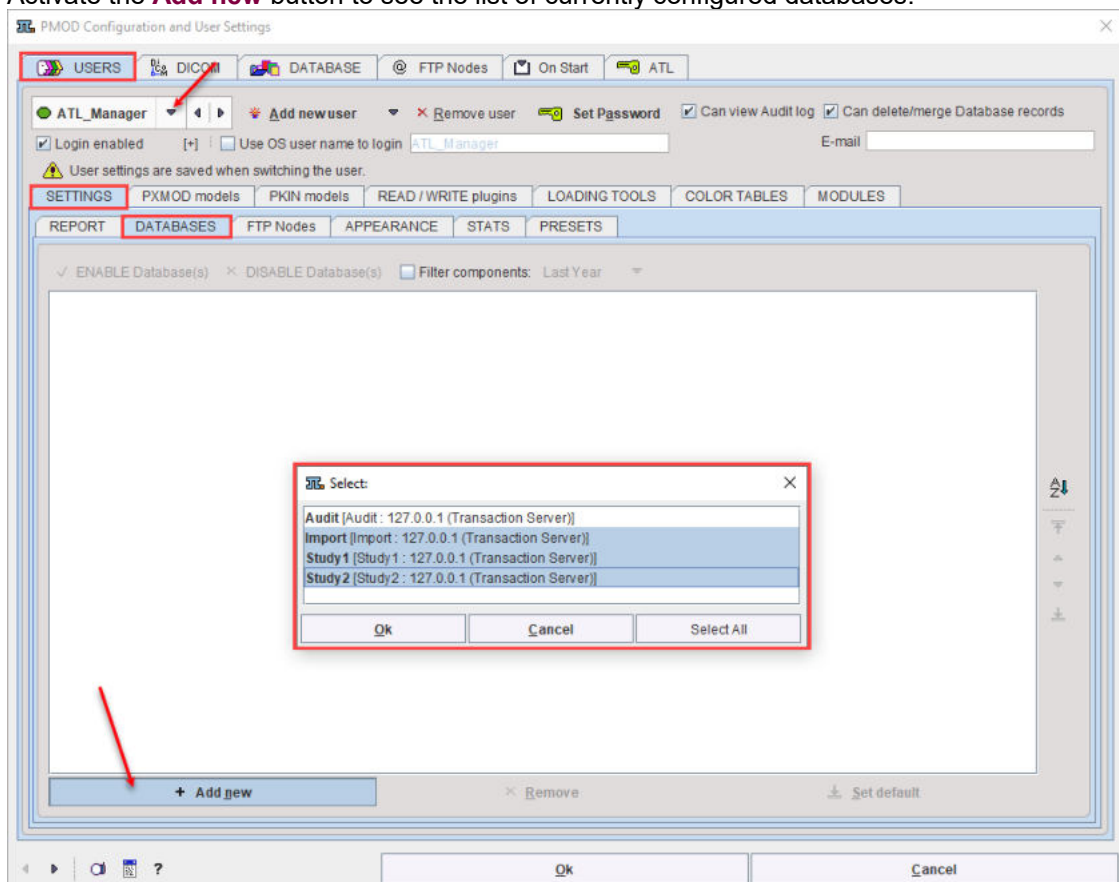 Activate the Add new button to see the list of currently configured databases.
PMOD Configuration and User Settings
USERS DICOM DATABASE @ FTP Nodes On Start ATL
ATL_Manager Add new user Remove user Set Password Can view Audit log Can delete/merge Database records
Login enabled [+] Use OS user name to login ATL_Manager E-mail
User settings are saved when switching the user.
SETTINGS PXMOD models PKIN models READ / WRITE plugins LOADING TOOLS COLOR TABLES MODULES
REPORT DATABASES FTP Nodes APPEARANCE STATS PRESETS
ENABLE Database(s) DISABLE Database(s) Filter components: Last Year
Select:
Audit [Audit : 127.0.0.1 (Transaction Server)]
Import [Import : 127.0.0.1 (Transaction Server)]
Study1 [Study1 : 127.0.0.1 (Transaction Server)]
Study2 [Study2 : 127.0.0.1 (Transaction Server)]
Ok Cancel Select All
+ Add new Remove Set default
? Ok Cancel